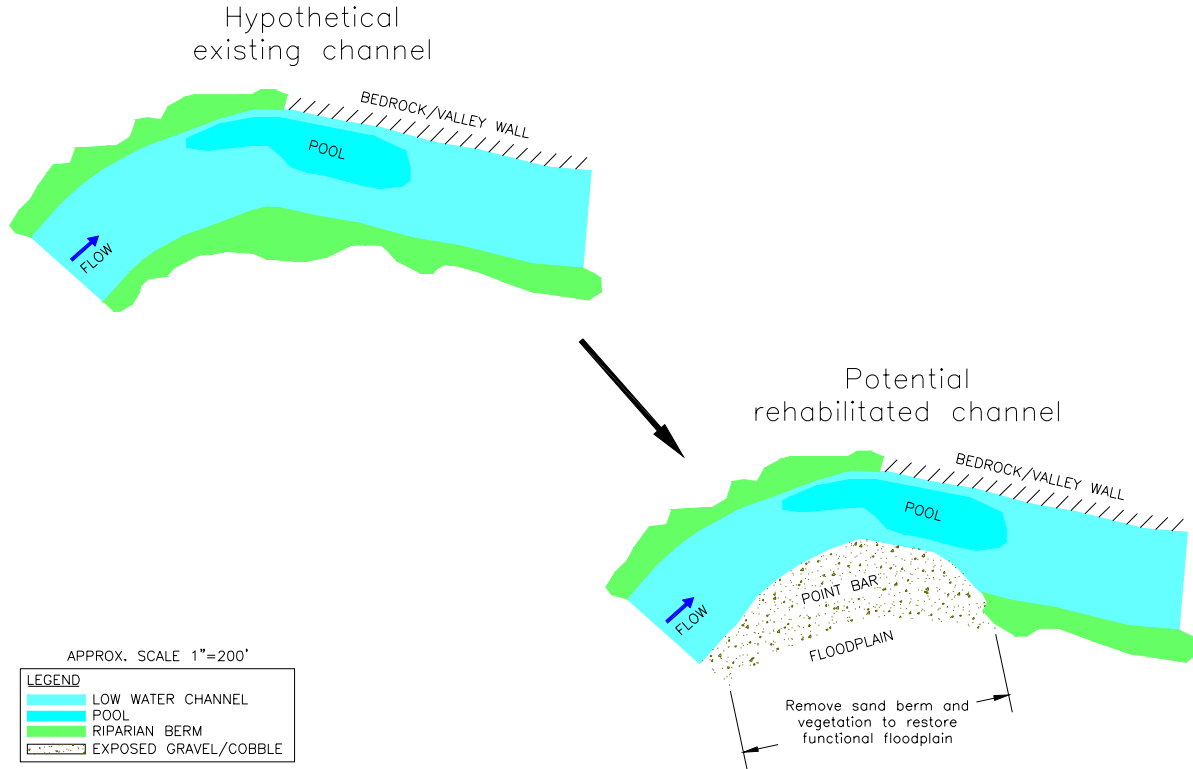 Hypothetical
existing channel
BEDROCK/VALLEY WALL
POOL
FLOW
Potential
rehabilitated channel
BEDROCK/VALLEY WALL
POOL
POINT BAR
FLOW
FLOODPLAIN
Remove sand berm and
vegetation to restore
functional floodplain
APPROX. SCALE 1"=200'
LEGEND
LOW WATER CHANNEL
POOL
RIPARIAN BERM
EXPOSED GRAVEL/COBBLE